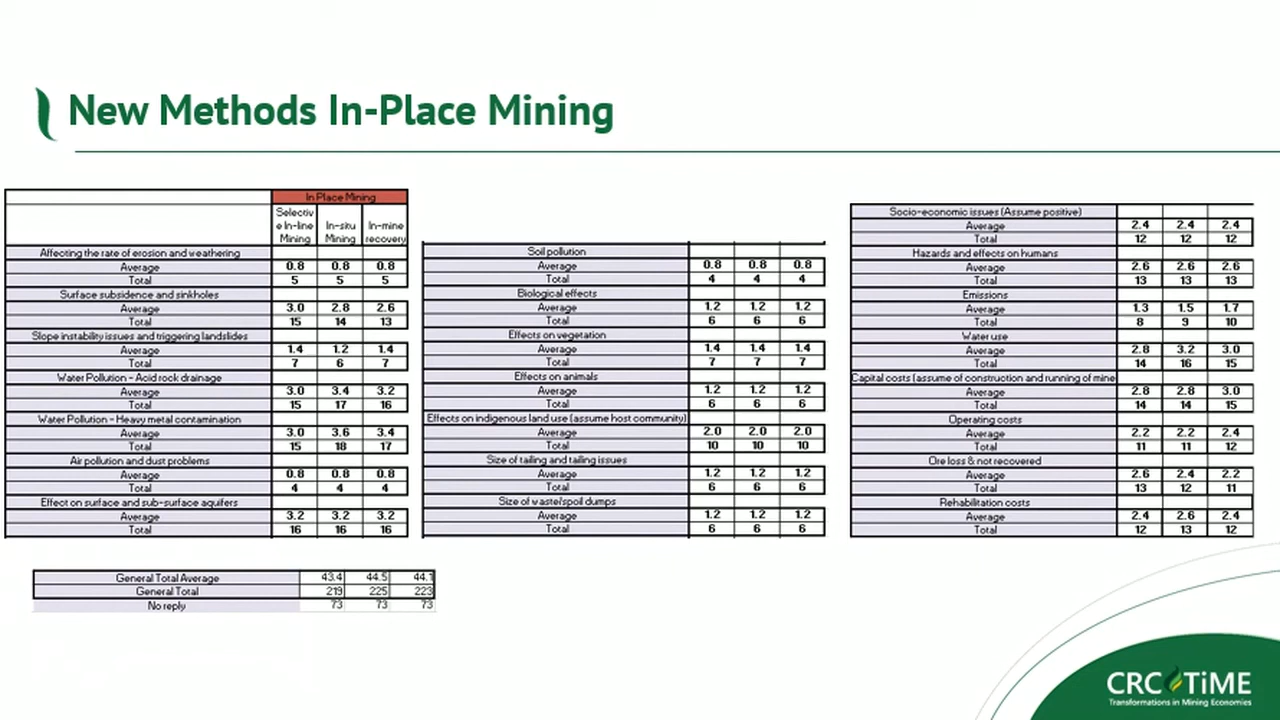 New Methods In-Place Mining
In Place Mining
Selectiv
e In-line
Mining
In-situ
Mining
In-mine
recovery
Affecting the rate of erosion and weathering
Average 0.8 0.8 0.8
Total 5 5 5
Surface subsidence and sinkholes
Average 3.0 2.8 2.6
Total 15 14 13
Slope instability issues and triggering landslides
Average 1.4 1.2 1.4
Total 7 6 7
Water Pollution - Acid rock drainage
Average 3.0 3.4 3.2
Total 15 17 16
Water Pollution - Heavy metal contamination
Average 3.0 3.6 3.4
Total 15 18 17
Air pollution and dust problems
Average 0.8 0.8 0.8
Total 4 4 4
Effect on surface and sub-surface aquifers
Average 3.2 3.2 3.2
Total 16 16 16
Soil pollution
Average 0.8 0.8 0.8
Total 4 4 4
Biological effects
Average 1.2 1.2 1.2
Total 6 6 6
Effects on vegetation
Average 1.4 1.4 1.4
Total 7 7 7
Effects on animals
Average 1.2 1.2 1.2
Total 6 6 6
Effects on indigenous land use (assume host community)
Average 2.0 2.0 2.0
Total 10 10 10
Size of tailing and tailing issues
Average 1.2 1.2 1.2
Total 6 6 6
Size of waste/spoil dumps
Average 1.2 1.2 1.2
Total 6 6 6
Socio-economic issues (Assume positive)
Average 2.4 2.4 2.4
Total 12 12 12
Hazards and effects on humans
Average 2.6 2.6 2.6
Total 13 13 13
Emissions
Average 1.3 1.5 1.7
Total 8 9 10
Water use
Average 2.8 3.2 3.0
Total 14 16 15
Capital costs (assume of construction and running of mine
Average 2.8 2.8 3.0
Total 14 14 15
Operating costs
Average 2.2 2.2 2.4
Total 11 11 12
Ore loss & not recovered
Average 2.6 2.4 2.2
Total 13 12 11
Rehabilitation costs
Average 2.4 2.6 2.4
Total 12 13 12
General Total Average 43.4 44.5 44.1
General Total 219 225 223
No reply 73 73 73
CRC TiME
Transformations in Mining Economies